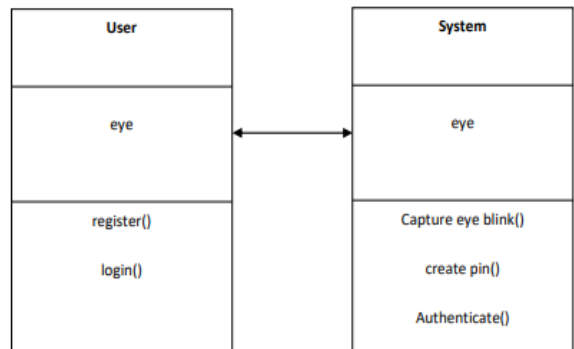 User
eye
register()
login()
System
eye
Capture eye blink()
create pin()
Authenticate()